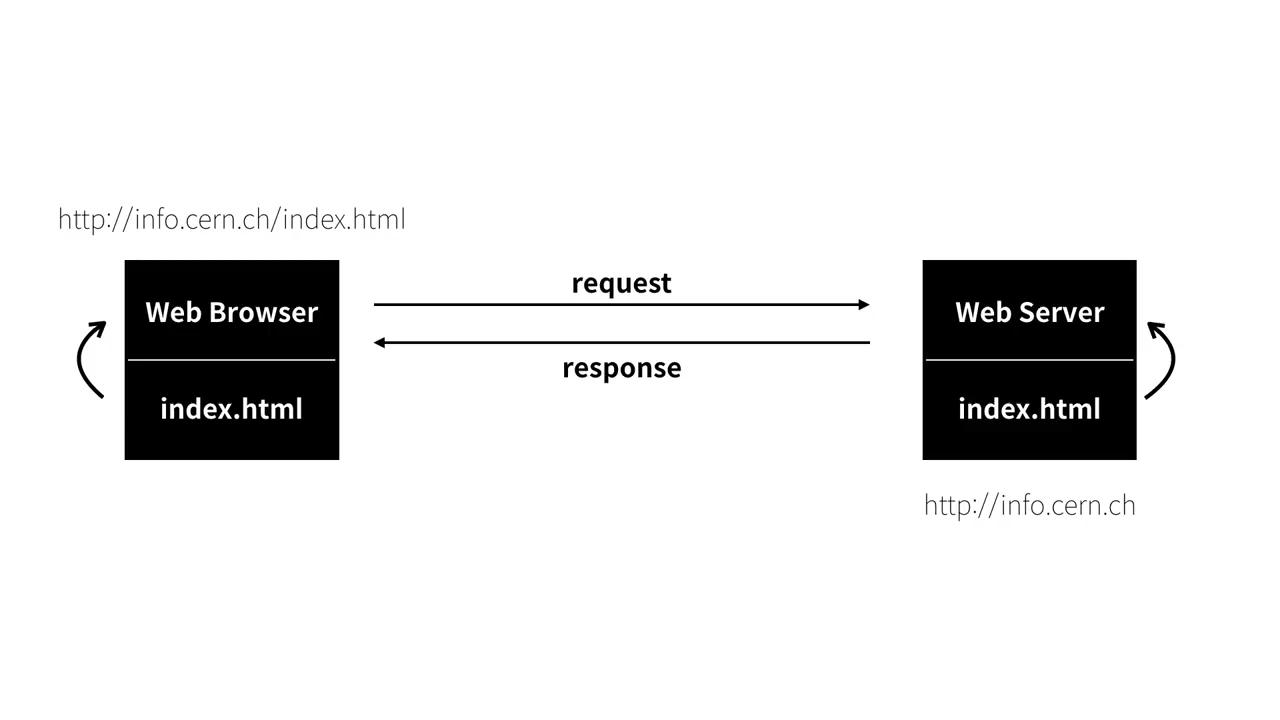 http://info.cern.ch/index.html
Web Browser
index.html
request
response
Web Server
index.html
http://info.cern.ch